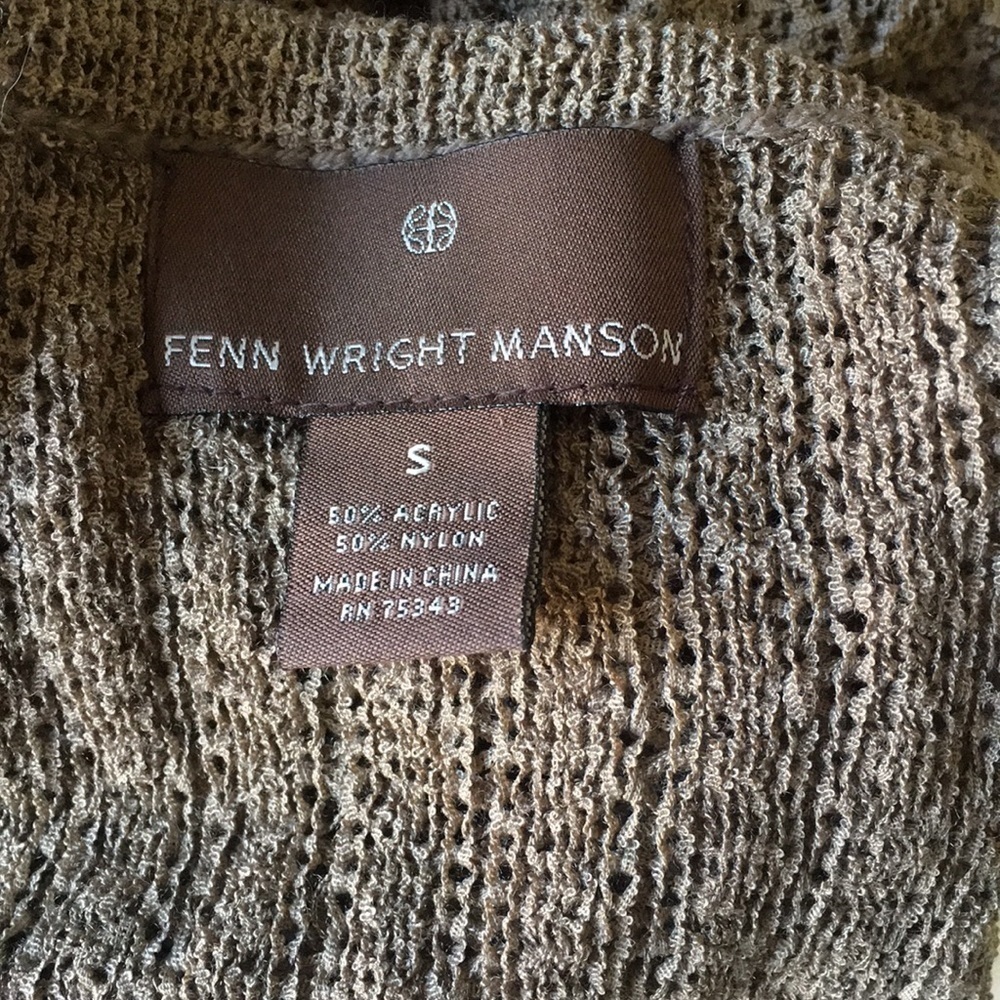 FENN WRIGHT MANSON
S
50% ACRYLIC
50% NYLON
MADE IN CHINA
RN 75343